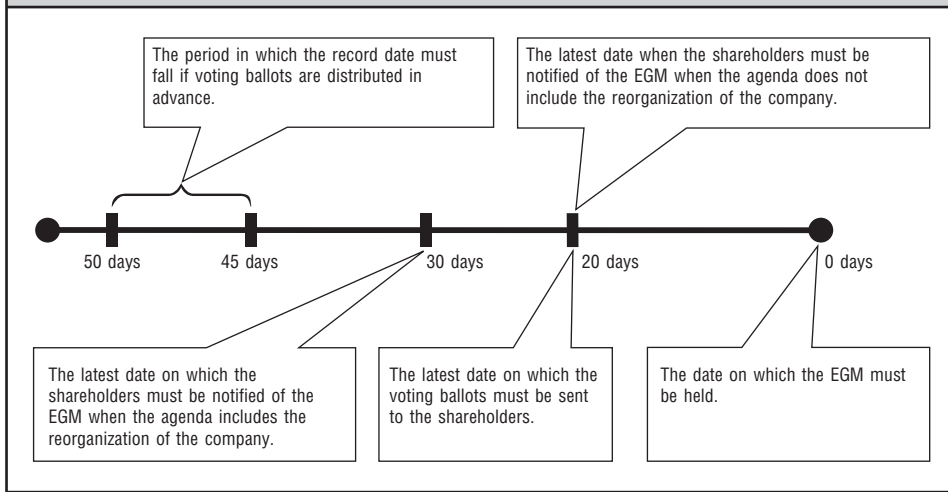 The period in which the record date must
fall if voting ballots are distributed in
advance.
The latest date when the shareholders must be
notified of the EGM when the agenda does not
include the reorganization of the company.
50 days
45 days
30 days
20 days
0 days
The latest date on which the
shareholders must be notified of the
EGM when the agenda includes the
reorganization of the company.
The latest date on which the
voting ballots must be sent
to the shareholders.
The date on which the EGM must
be held.